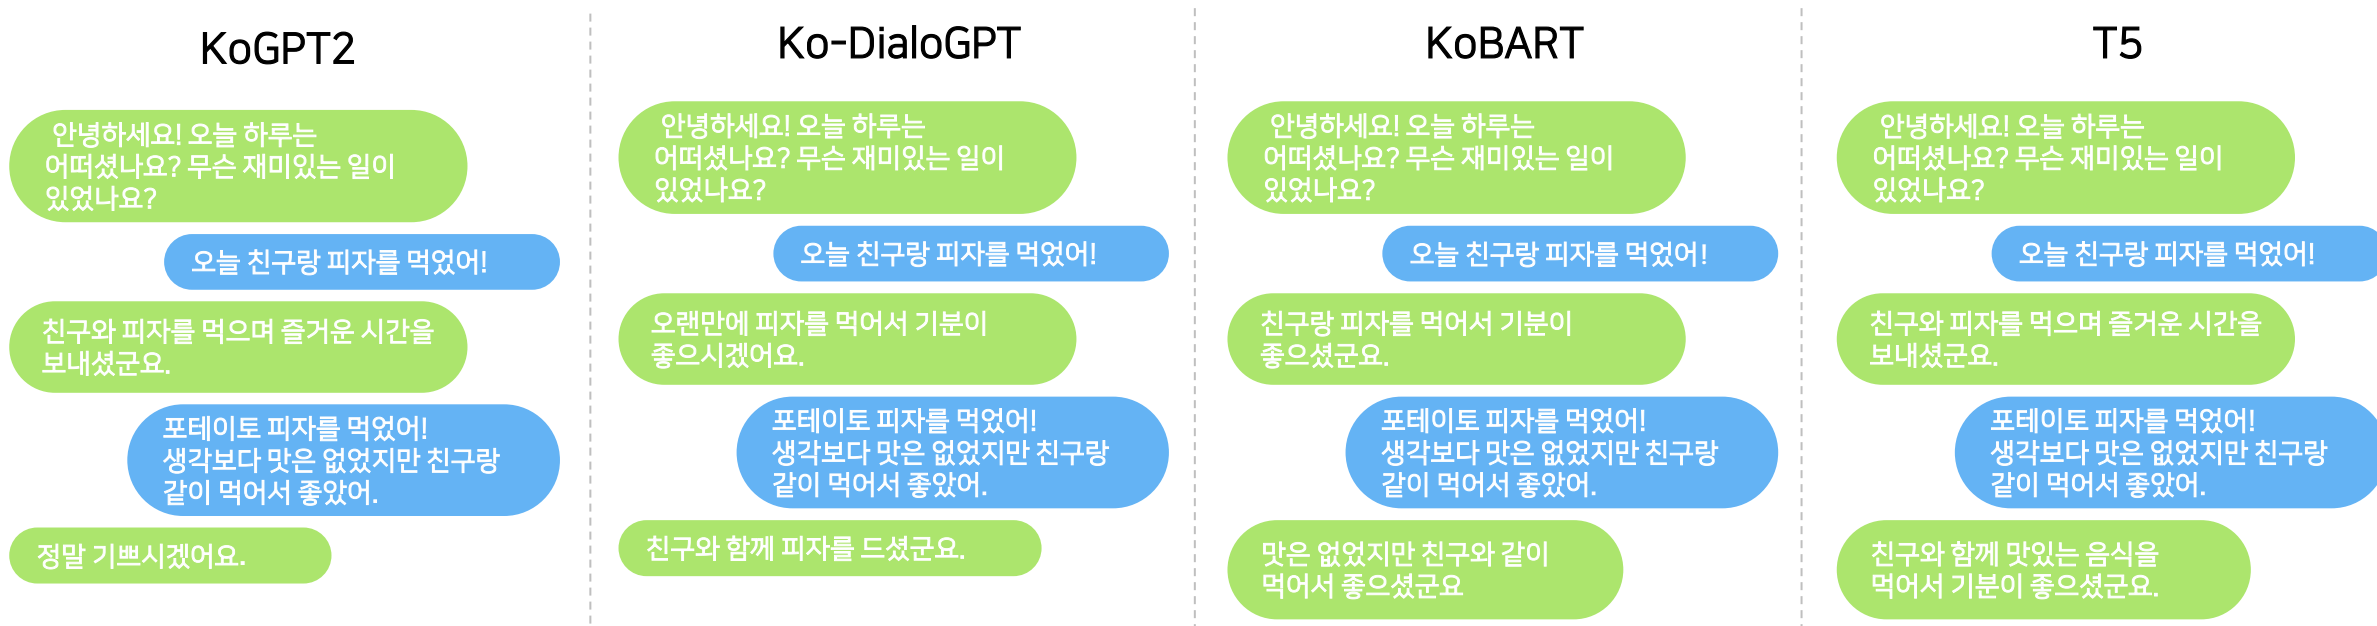 KoGPT2
안녕하세요! 오늘 하루는
어떠셨나요? 무슨 재미있는 일이
있었나요?
오늘 친구랑 피자를 먹었어!
친구와 피자를 먹으며 즐거운 시간을
보내셨군요.
포테이토 피자를 먹었어!
생각보다 맛은 없었지만 친구랑
같이 먹어서 좋았어.
정말 기쁘시겠어요.
Ko-DialoGPT
안녕하세요! 오늘 하루는
어떠셨나요? 무슨 재미있는 일이
있었나요?
오늘 친구랑 피자를 먹었어!
오랜만에 피자를 먹어서 기분이
좋으시겠어요.
포테이토 피자를 먹었어!
생각보다 맛은 없었지만 친구랑
같이 먹어서 좋았어.
친구와 함께 피자를 드셨군요.
KoBART
안녕하세요! 오늘 하루는
어떠셨나요? 무슨 재미있는 일이
있었나요?
오늘 친구랑 피자를 먹었어!
친구랑 피자를 먹어서 기분이
좋으셨군요.
포테이토 피자를 먹었어!
생각보다 맛은 없었지만 친구랑
같이 먹어서 좋았어.
맛은 없었지만 친구와 같이
먹어서 좋으셨군요
T5
안녕하세요! 오늘 하루는
어떠셨나요? 무슨 재미있는 일이
있었나요?
오늘 친구랑 피자를 먹었어!
친구와 피자를 먹으며 즐거운 시간을
보내셨군요.
포테이토 피자를 먹었어!
생각보다 맛은 없었지만 친구랑
같이 먹어서 좋았어.
친구와 함께 맛있는 음식을
먹어서 기분이 좋으셨군요.